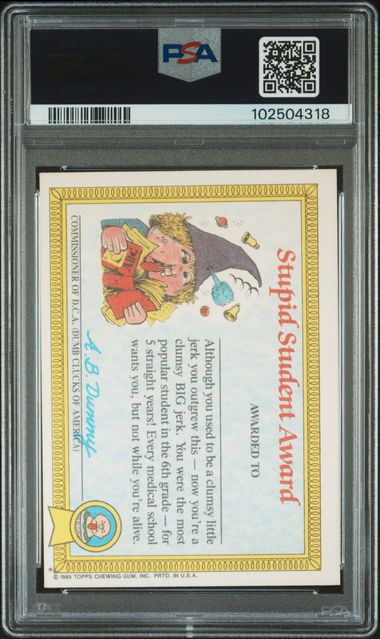 PSA
102504318
Stupid Student Award
AWARDED TO
Although you used to be a clumsy little
jerk you outgrew this — now you're a
clumsy BIG jerk. You were the most
popular student in the 6th grade — for
5 straight years! Every medical school
wants you, but not while you're alive.
ABC
A.B. Dummy
COMMISSIONER OF D.C.A. (DUMB CLUCKS OF AMERICA)
* © 1985 TOPPS CHEWING GUM, INC. PRTD. IN U.S.A.
PSA